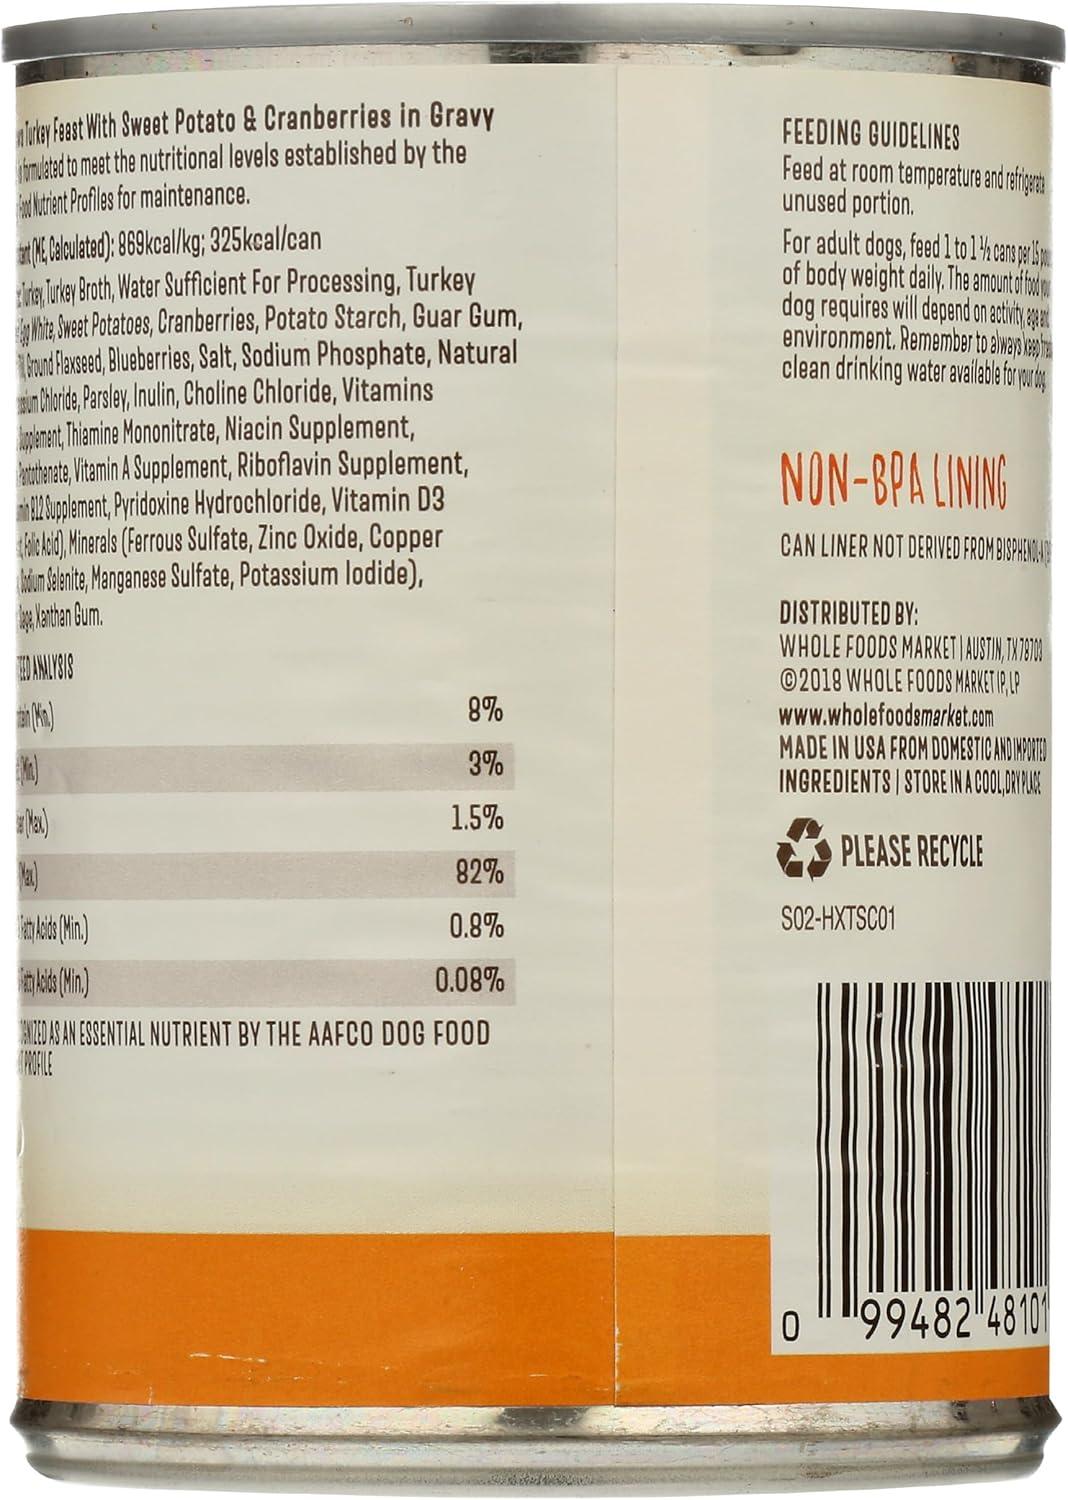 Turkey Feast With Sweet Potato & Cranberries in Gravy
formulated to meet the nutritional levels established by the
Food Nutrient Profiles for maintenance.
(ME, Calculated): 869kcal/kg; 325kcal/can
Turkey, Turkey Broth, Water Sufficient For Processing, Turkey
Egg White, Sweet Potatoes, Cranberries, Potato Starch, Guar Gum,
Ground Flaxseed, Blueberries, Salt, Sodium Phosphate, Natural
Chloride, Parsley, Inulin, Choline Chloride, Vitamins
Supplement, Thiamine Mononitrate, Niacin Supplement,
Pantothenate, Vitamin A Supplement, Riboflavin Supplement,
B12 Supplement, Pyridoxine Hydrochloride, Vitamin D3
Folic Acid), Minerals (Ferrous Sulfate, Zinc Oxide, Copper
Sodium Selenite, Manganese Sulfate, Potassium Iodide),
Sage, Xanthan Gum.
ANALYSIS
(Min.) 8%
(Min.) 3%
(Max.) 1.5%
(Max.) 82%
Fatty Acids (Min.) 0.8%
Fatty Acids (Min.) 0.08%
AS AN ESSENTIAL NUTRIENT BY THE AAFCO DOG FOOD
PROFILE
FEEDING GUIDELINES
Feed at room temperature and refrigerate
unused portion.
For adult dogs, feed 1 to 1 ½ cans per 15
of body weight daily. The amount of food
dog requires will depend on activity, age and
environment. Remember to always keep
clean drinking water available for your dog.
NON-BPA LINING
CAN LINER NOT DERIVED FROM BISPHENOL-A
DISTRIBUTED BY:
WHOLE FOODS MARKET | AUSTIN, TX 78703
©2018 WHOLE FOODS MARKET IP, LP
www.wholefoodsmarket.com
MADE IN USA FROM DOMESTIC AND IMPORTED
INGREDIENTS | STORE IN A COOL, DRY PLACE
PLEASE RECYCLE
S02-HXTSC01
0 99482 48101